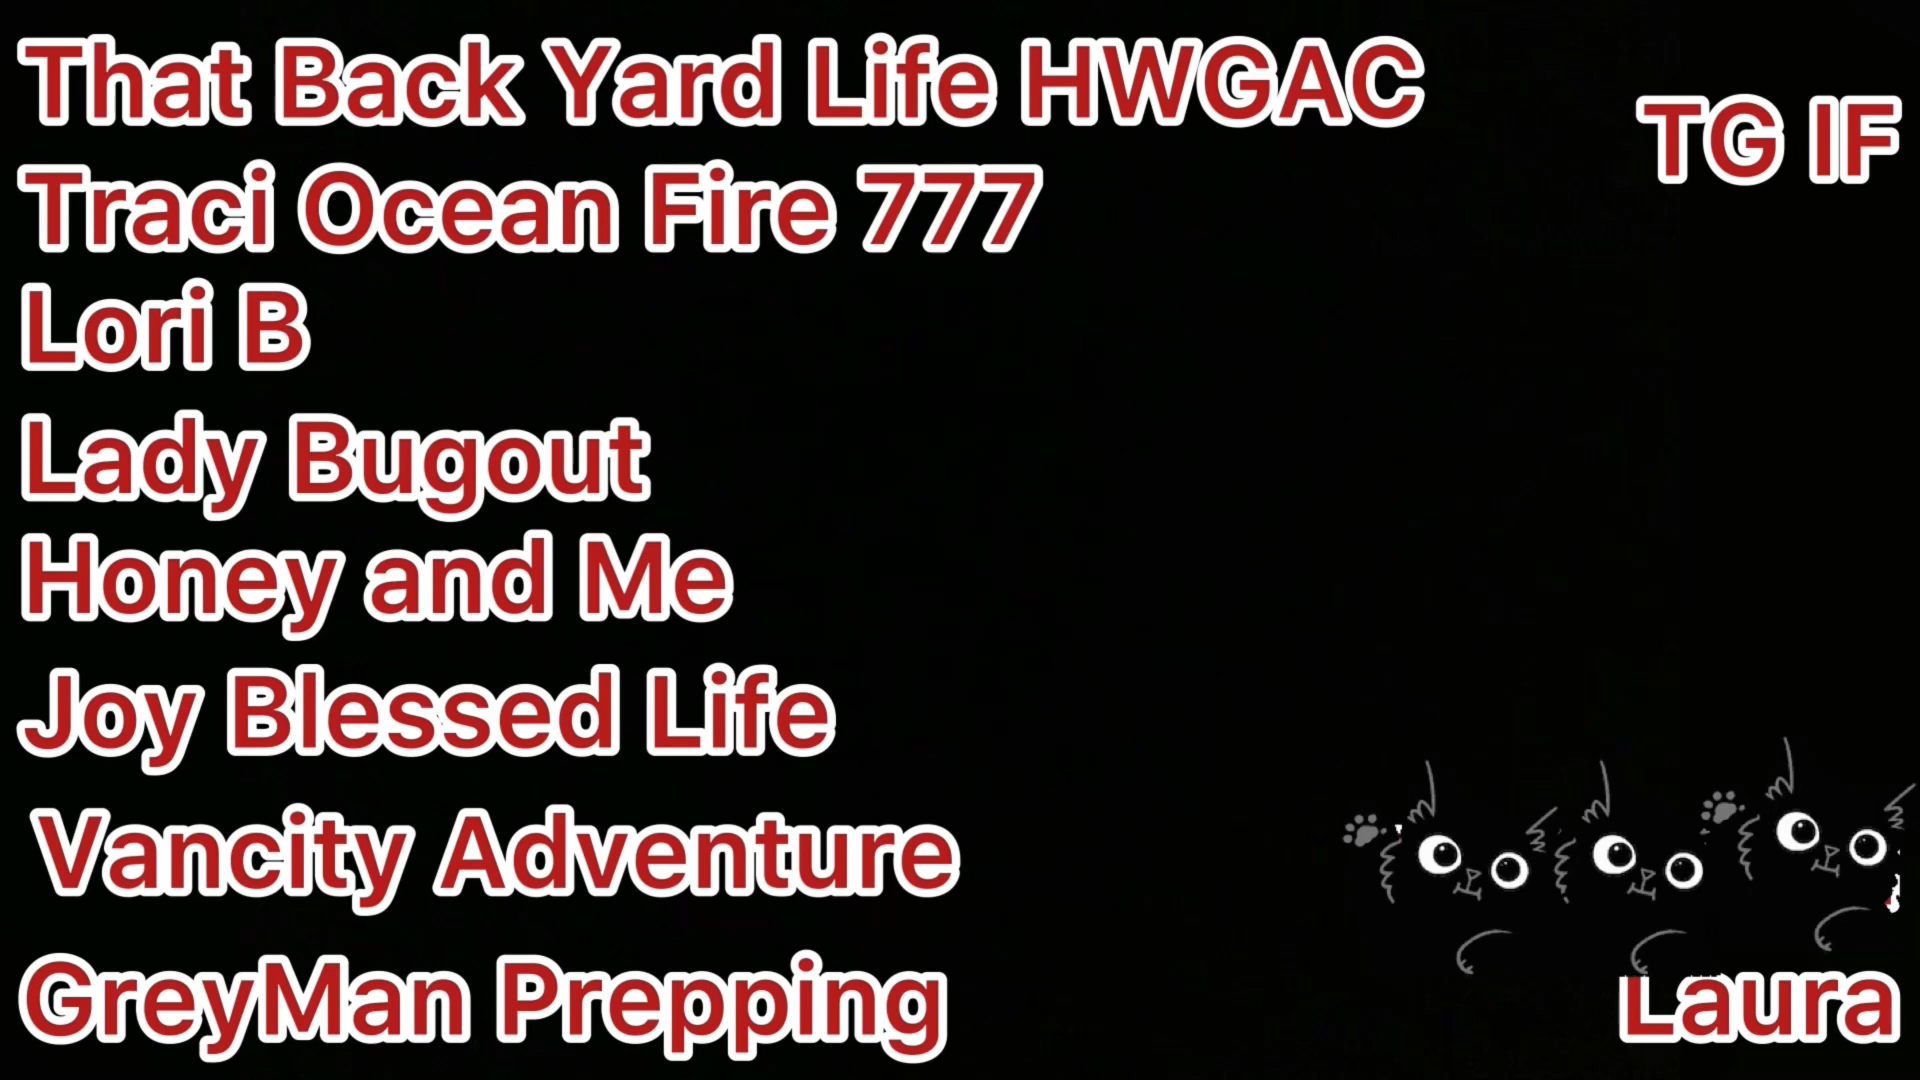 That Back Yard Life HWGAC
TG IF
Traci Ocean Fire 777
Lori B
Lady Bugout
Honey and Me
Joy Blessed Life
Vancity Adventure
GreyMan Prepping
Laura